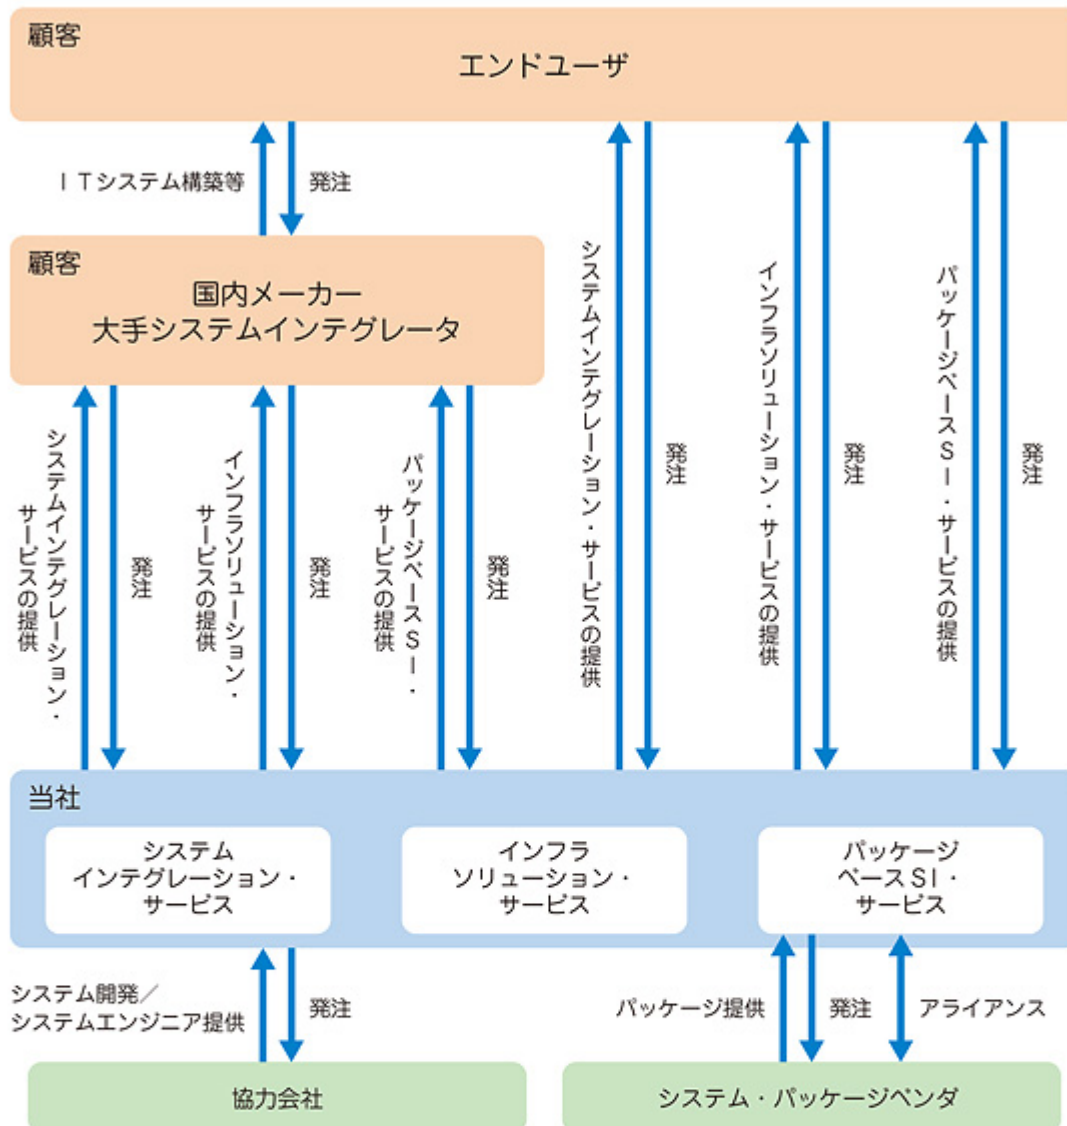 顧客
エンドユーザ
ＩＴシステム構築等
発注
顧客
国内メーカー
大手システムインテグレータ
システムインテグレーション・
サービスの提供
発注
インフラソリューション・
サービスの提供
発注
パッケージベースＳＩ・
サービスの提供
発注
システムインテグレーション・サービスの提供
発注
インフラソリューション・サービスの提供
発注
パッケージベースＳＩ・サービスの提供
発注
当社
システム
インテグレーション・
サービス
インフラ
ソリューション・
サービス
パッケージ
ベースＳＩ・
サービス
システム開発／
システムエンジニア提供
発注
パッケージ提供
発注
アライアンス
協力会社
システム・パッケージベンダ